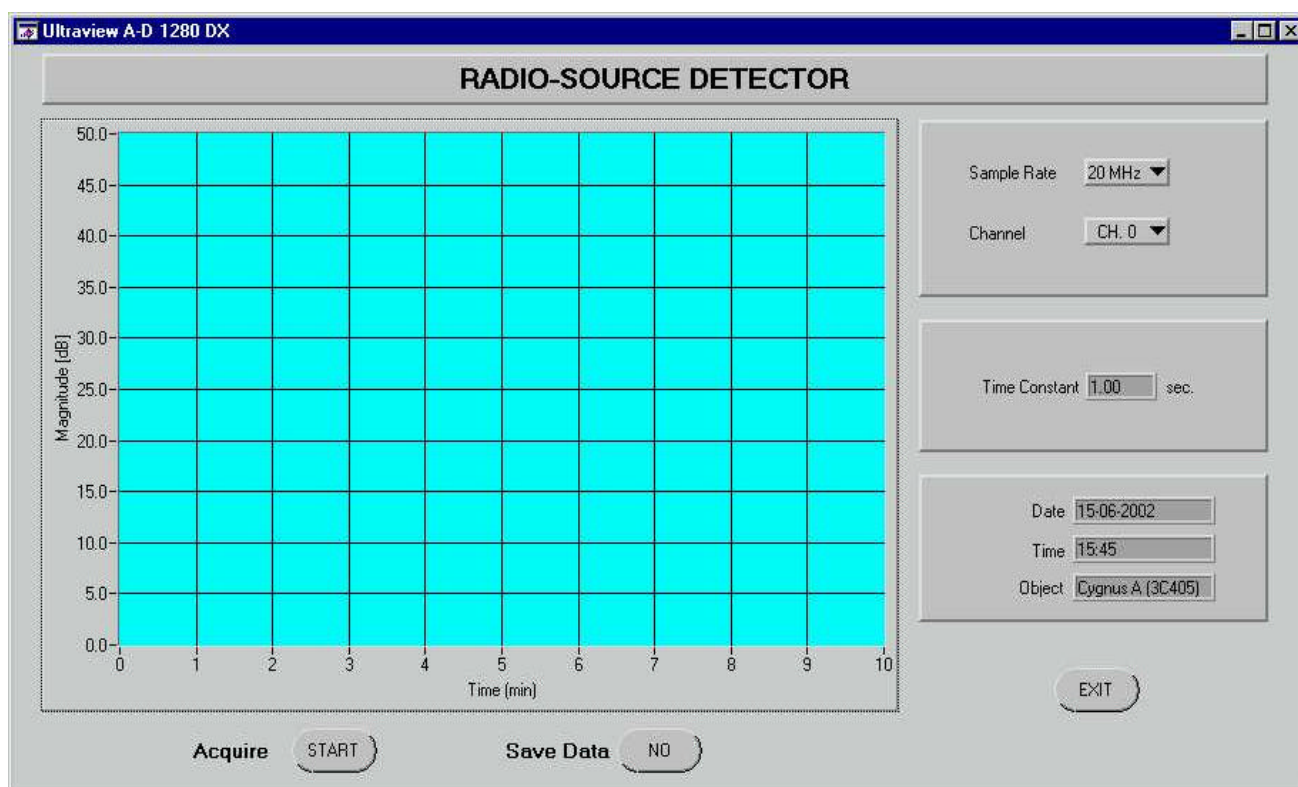 Ultraview A-D 1280 DX
RADIO-SOURCE DETECTOR
Magnitude [dB]
50.0
45.0
40.0
35.0
30.0
25.0
20.0
15.0
10.0
5.0
0.0
0 1 2 3 4 5 6 7 8 9 10
Time (min)
Sample Rate 20 MHz
Channel CH. 0
Time Constant 1.00 sec.
Date 15-06-2002
Time 15:45
Object Cygnus A (3C405)
EXIT
Acquire START
Save Data NO